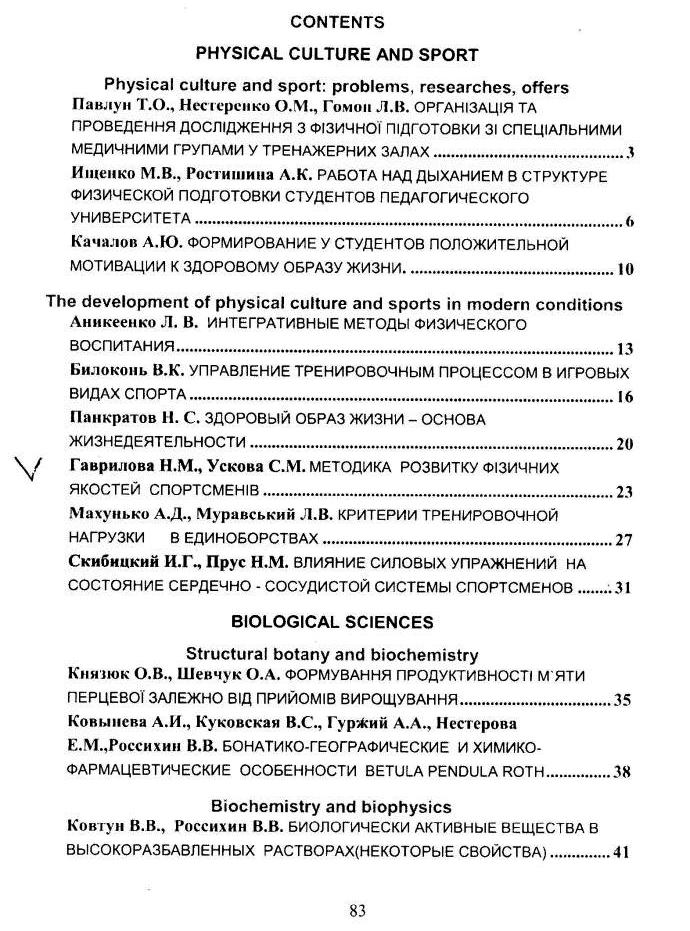 CONTENTS
PHYSICAL CULTURE AND SPORT
Physical culture and sport: problems, researches, offers
Павлун Т.О., Нестеренко О.М., Гомон Л.В. ОРГАНІЗАЦІЯ ТА
ПРОВЕДЕННЯ ДОСЛІДЖЕННЯ З ФІЗИЧНОЇ ПІДГОТОВКИ ЗІ СПЕЦІАЛЬНИМИ
МЕДИЧНИМИ ГРУПАМИ У ТРЕНАЖЕРНИХ ЗАЛАХ ........................................ 3
Ищенко М.В., Ростишина А.К. РАБОТА НАД ДЫХАНИЕМ В СТРУКТУРЕ
ФИЗИЧЕСКОЙ ПОДГОТОВКИ СТУДЕНТОВ ПЕДАГОГИЧЕСКОГО
УНИВЕРСИТЕТА ........................................ 6
Качалов А.Ю. ФОРМИРОВАНИЕ У СТУДЕНТОВ ПОЛОЖИТЕЛЬНОЙ
МОТИВАЦИИ К ЗДОРОВОМУ ОБРАЗУ ЖИЗНИ. ........................................ 10
The development of physical culture and sports in modern conditions
Аникеенко Л. В. ИНТЕГРАТИВНЫЕ МЕТОДЫ ФИЗИЧЕСКОГО
ВОСПИТАНИЯ........................................ 13
Билоконь В.К. УПРАВЛЕНИЕ ТРЕНИРОВОЧНЫМ ПРОЦЕССОМ В ИГРОВЫХ
ВИДАХ СПОРТА ........................................ 16
Панкратов Н. С. ЗДОРОВЫЙ ОБРАЗ ЖИЗНИ – ОСНОВА
ЖИЗНЕДЕЯТЕЛЬНОСТИ ........................................ 20
Гаврилова Н.М., Ускова С.М. МЕТОДИКА РОЗВИТКУ ФІЗИЧНИХ
ЯКОСТЕЙ СПОРТСМЕНІВ ........................................ 23
Махунько А.Д., Муравський Л.В. КРИТЕРИИ ТРЕНИРОВОЧНОЙ
НАГРУЗКИ В ЕДИНОБОРСТВАХ ........................................ 27
Скибицкий И.Г., Прус Н.М. ВЛИЯНИЕ СИЛОВЫХ УПРАЖНЕНИЙ НА
СОСТОЯНИЕ СЕРДЕЧНО - СОСУДИСТОЙ СИСТЕМЫ СПОРТСМЕНОВ ........ 31
BIOLOGICAL SCIENCES
Structural botany and biochemistry
Князюк О.В., Шевчук О.А. ФОРМУВАННЯ ПРОДУКТИВНОСТІ М`ЯТИ
ПЕРЦЕВОЇ ЗАЛЕЖНО ВІД ПРИЙОМІВ ВИРОЩУВАННЯ........................................ 35
Ковынева А.И., Куковская В.С., Гуржий А.А., Нестерова
Е.М.,Россихин В.В. БОНАТИКО-ГЕОГРАФИЧЕСКИЕ И ХИМИКО-
ФАРМАЦЕВТИЧЕСКИЕ ОСОБЕННОСТИ BETULA PENDULA ROTH.............. 38
Biochemistry and biophysics
Ковтун В.В., Россихин В.В. БИОЛОГИЧЕСКИ АКТИВНЫЕ ВЕЩЕСТВА В
ВЫСОКОРАЗБАВЛЕННЫХ РАСТВОРАХ(НЕКОТОРЫЕ СВОЙСТВА) .............. 41
83